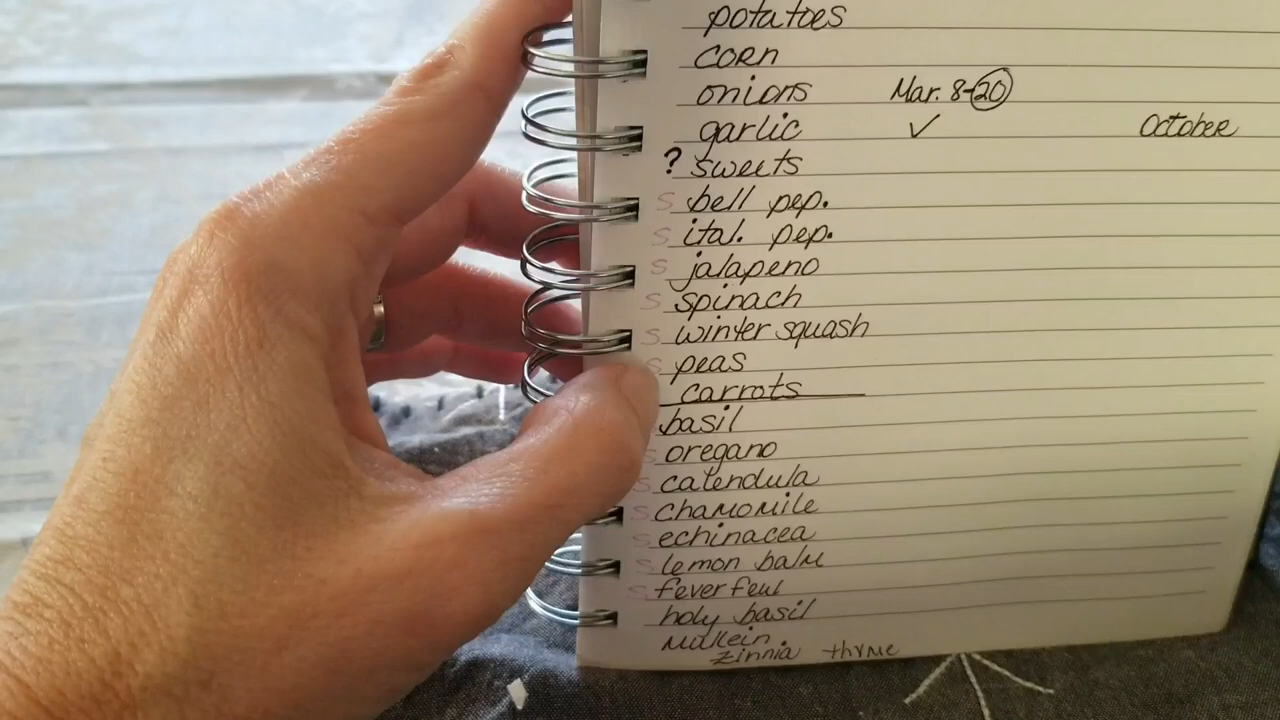 potatoes
corn
onions Mar. 8-20
garlic ✓ October
? sweets
s bell pep.
s ital. pep.
s jalapeno
s spinach
s winter squash
s peas
carrots
basil
s oregano
s calendula
s chamomile
s echinacea
s lemon balm
s feverfew
holy basil
mullein
zinnia thyme